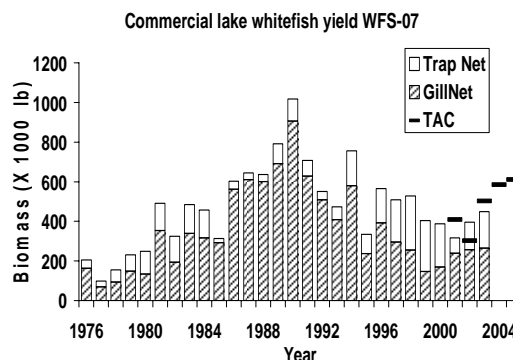 Commercial lake whitefish yield WFS-07
Trap Net
GillNet
TAC
Biomass (X 1000 lb)
1200
1000
800
600
400
200
0
1976 1980 1984 1988 1992 1996 2000 2004
Year